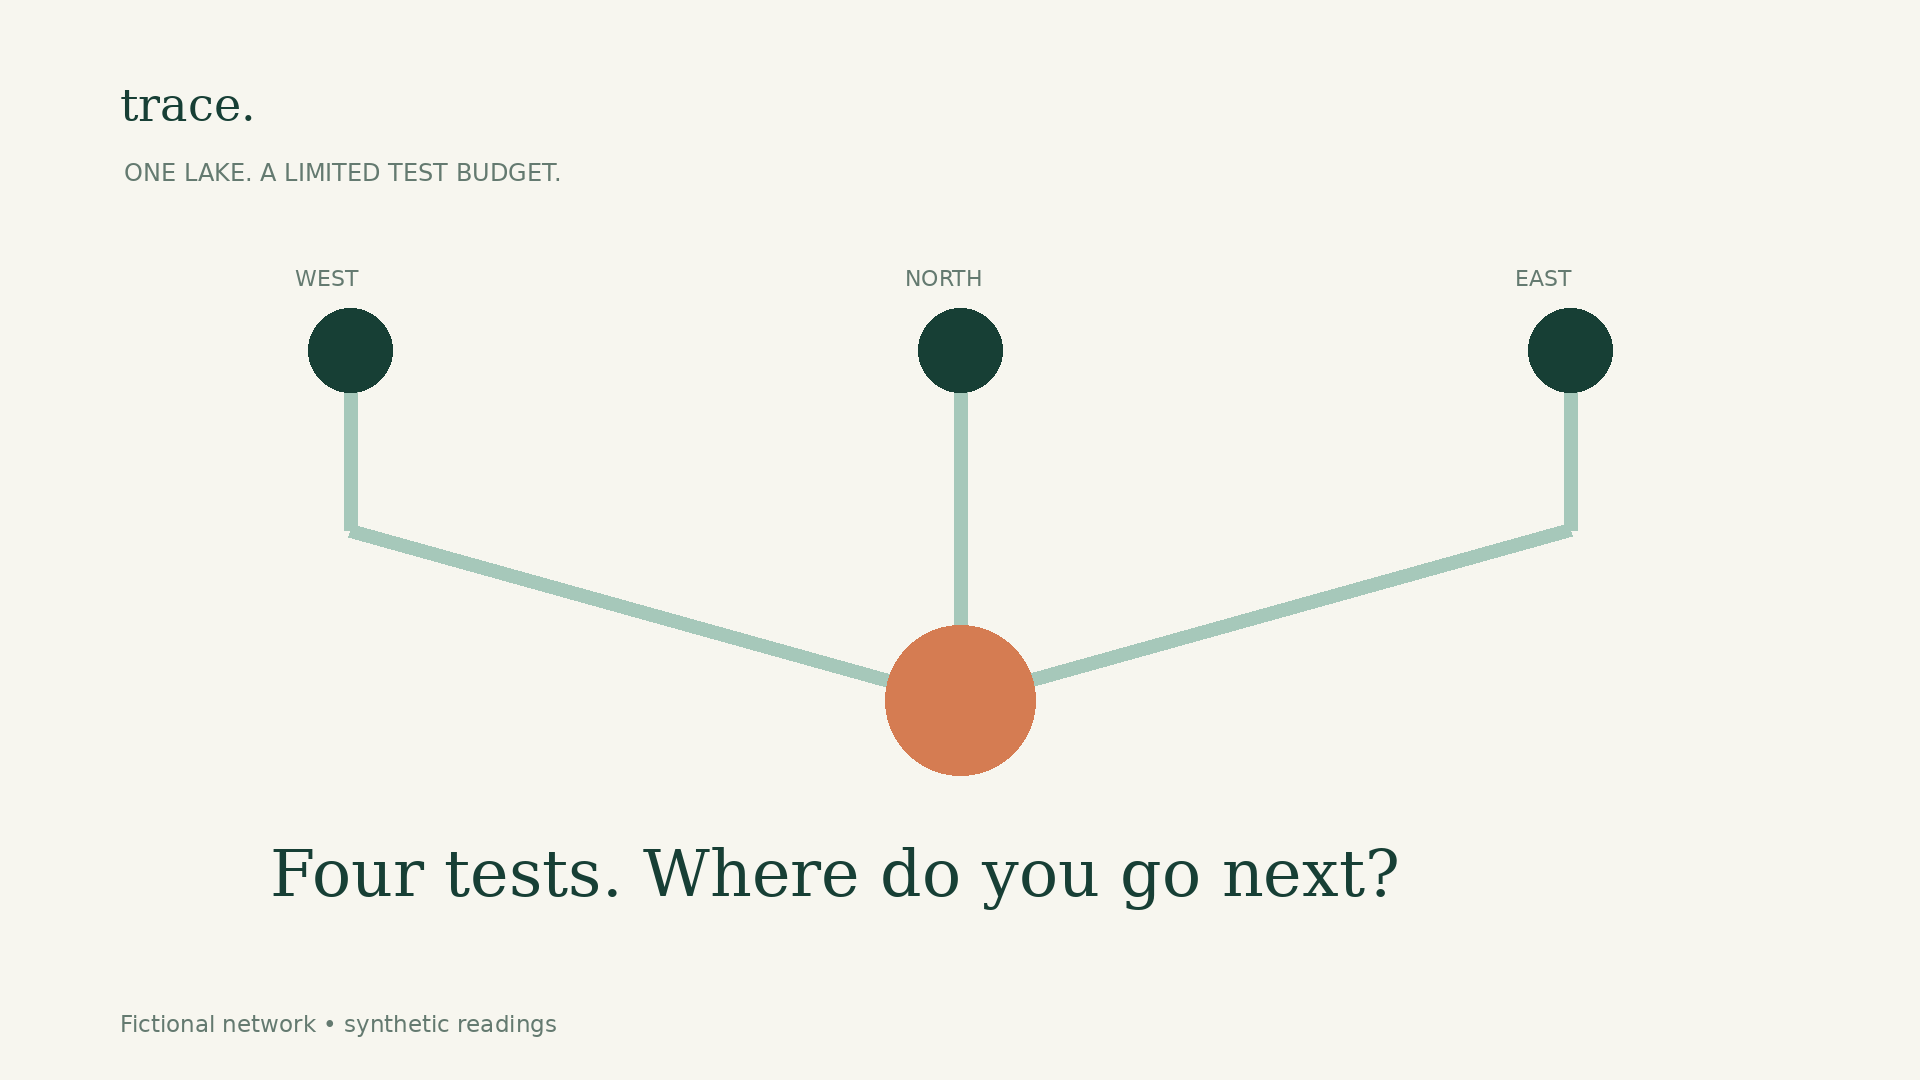 trace.
ONE LAKE. A LIMITED TEST BUDGET.
WEST
NORTH
EAST
Four tests. Where do you go next?
Fictional network • synthetic readings